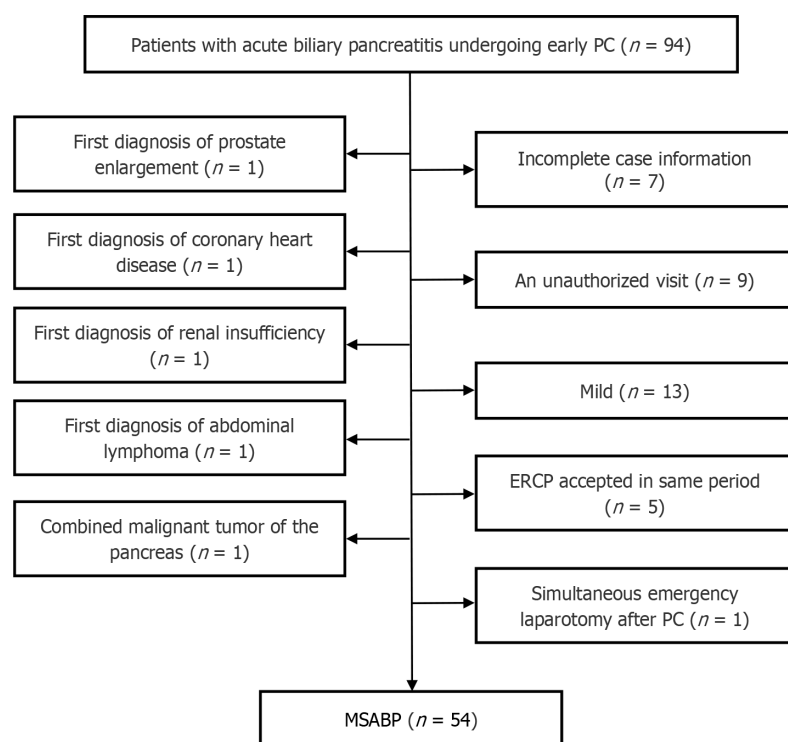 Patients with acute biliary pancreatitis undergoing early PC (n = 94)
First diagnosis of prostate
enlargement (n = 1)
Incomplete case information
(n = 7)
First diagnosis of coronary heart
disease (n = 1)
An unauthorized visit (n = 9)
First diagnosis of renal insufficiency
(n = 1)
Mild (n = 13)
First diagnosis of abdominal
lymphoma (n = 1)
ERCP accepted in same period
(n = 5)
Combined malignant tumor of the
pancreas (n = 1)
Simultaneous emergency
laparotomy after PC (n = 1)
MSABP (n = 54)